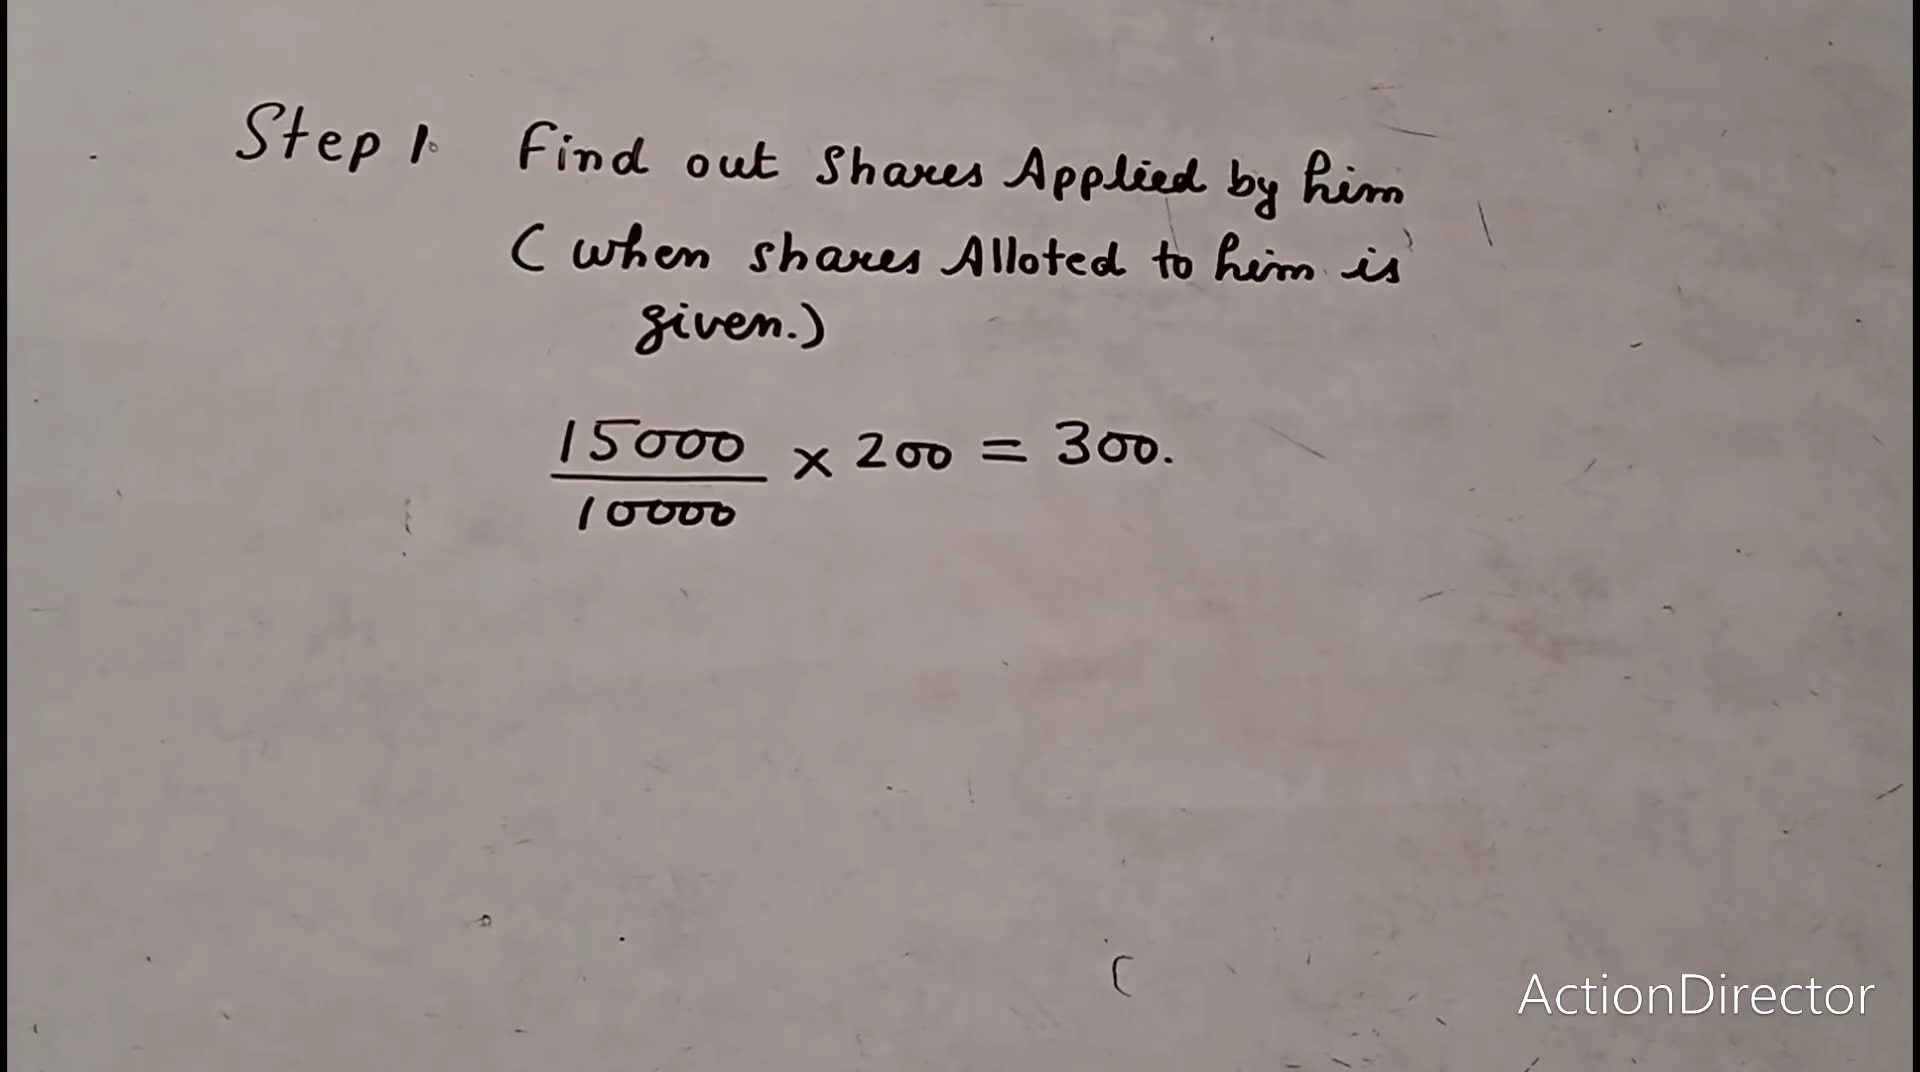 Step 1. Find out Shares Applied by him
( when shares Alloted to him is
given.)
15000
10000
× 200 = 300.
ActionDirector